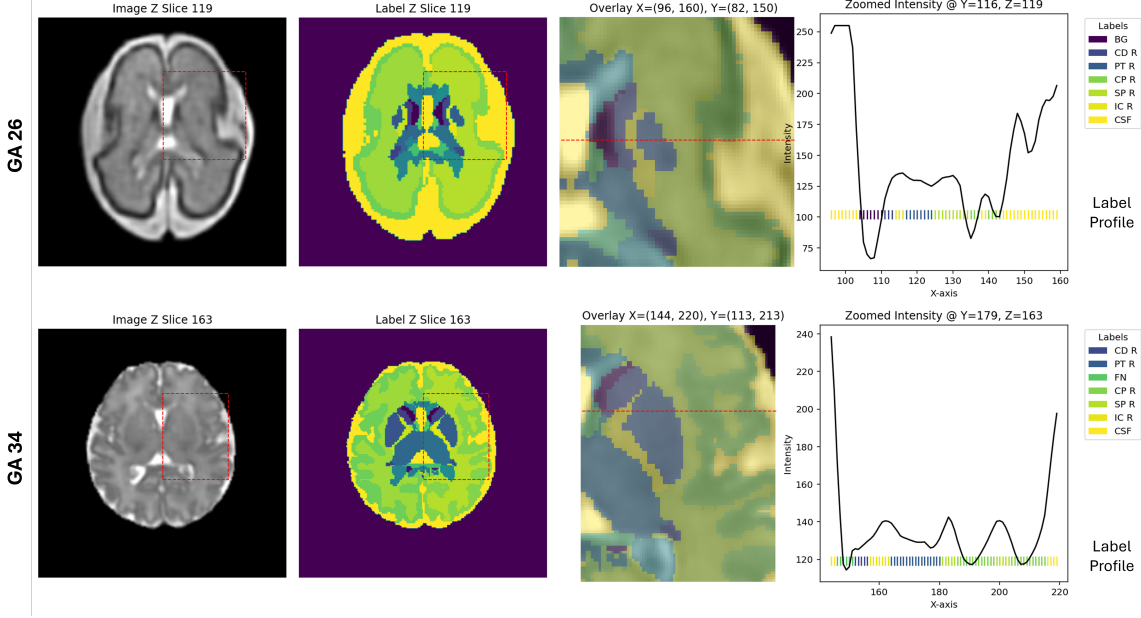 Image Z Slice 119
Label Z Slice 119
Overlay X=(96, 160), Y=(82, 150)
Zoomed Intensity @ Y=116, Z=119
GA 26
Intensity
250
225
200
175
150
125
100
75
100
110
120
130
140
150
160
X-axis
Labels
BG
CD R
PT R
CP R
SP R
IC R
CSF
Label
Profile
Image Z Slice 163
Label Z Slice 163
Overlay X=(144, 220), Y=(113, 213)
Zoomed Intensity @ Y=179, Z=163
GA 34
Intensity
240
220
200
180
160
140
120
160
180
200
220
X-axis
Labels
CD R
PT R
FN
CP R
SP R
IC R
CSF
Label
Profile